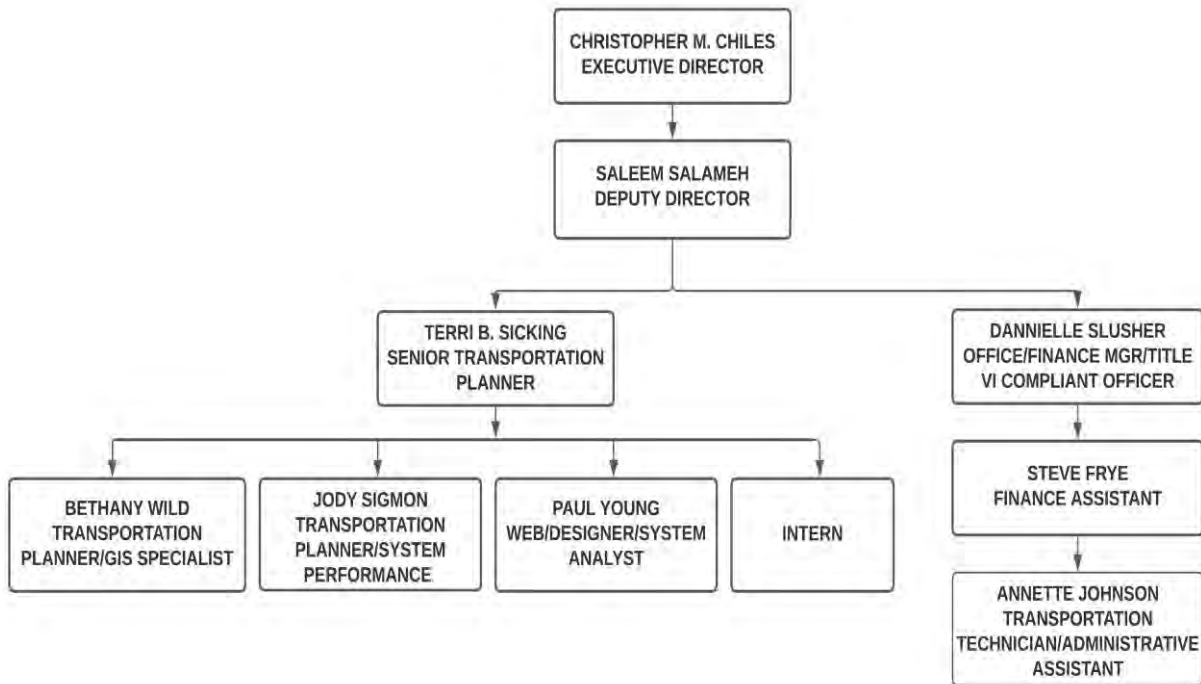 CHRISTOPHER M. CHILES
EXECUTIVE DIRECTOR
SALEEM SALAMEH
DEPUTY DIRECTOR
TERRI B. SICKING
SENIOR TRANSPORTATION
PLANNER
DANNIELLE SLUSHER
OFFICE/FINANCE MGR/TITLE
VI COMPLIANT OFFICER
BETHANY WILD
TRANSPORTATION
PLANNER/GIS SPECIALIST
JODY SIGMON
TRANSPORTATION
PLANNER/SYSTEM
PERFORMANCE
PAUL YOUNG
WEB/DESIGNER/SYSTEM
ANALYST
INTERN
STEVE FRYE
FINANCE ASSISTANT
ANNETTE JOHNSON
TRANSPORTATION
TECHNICIAN/ADMINISTRATIVE
ASSISTANT